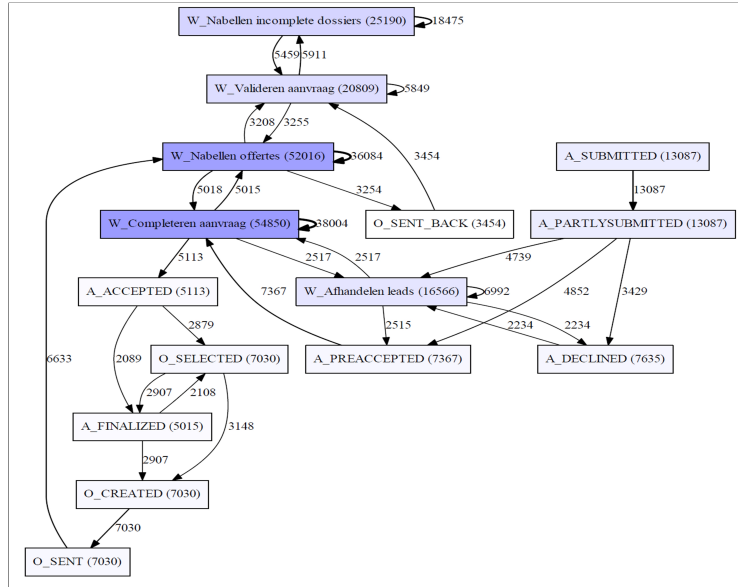 W_Nabellen incomplete dossiers (25190)
18475
5459
5911
W_Valideren aanvraag (20809)
5849
3208
3255
3454
W_Nabellen offertes (52016)
36084
A_SUBMITTED (13087)
5018
5015
3254
13087
W_Completeren aanvraag (54850)
38004
O_SENT_BACK (3454)
A_PARTLYSUBMITTED (13087)
5113
2517
2517
4739
A_ACCEPTED (5113)
7367
W_Afhandelen leads (16566)
6992
4852
3429
2879
2515
2234
2234
6633
2089
O_SELECTED (7030)
A_PREACCEPTED (7367)
A_DECLINED (7635)
2907
2108
A_FINALIZED (5015)
3148
2907
O_CREATED (7030)
7030
O_SENT (7030)